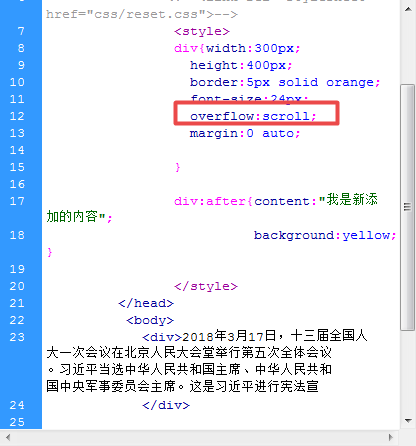 href="css/reset.css">-->
7 <style>
8 div{width:300px;
9 height:400px;
10 border:5px solid orange;
11 font-size:24px;
12 overflow:scroll;
13 margin:0 auto;
14
15 }
16
17 div:after{content:"我是新添
加的内容";
18 background:yellow;
}
19
20 </style>
21 </head>
22 <body>
23 <div>2018年3月17日，十三届全国人
大一次会议在北京人民大会堂举行第五次全体会议
。习近平当选中华人民共和国主席、中华人民共和
国中央军事委员会主席。这是习近平进行宪法宣
24 </div>